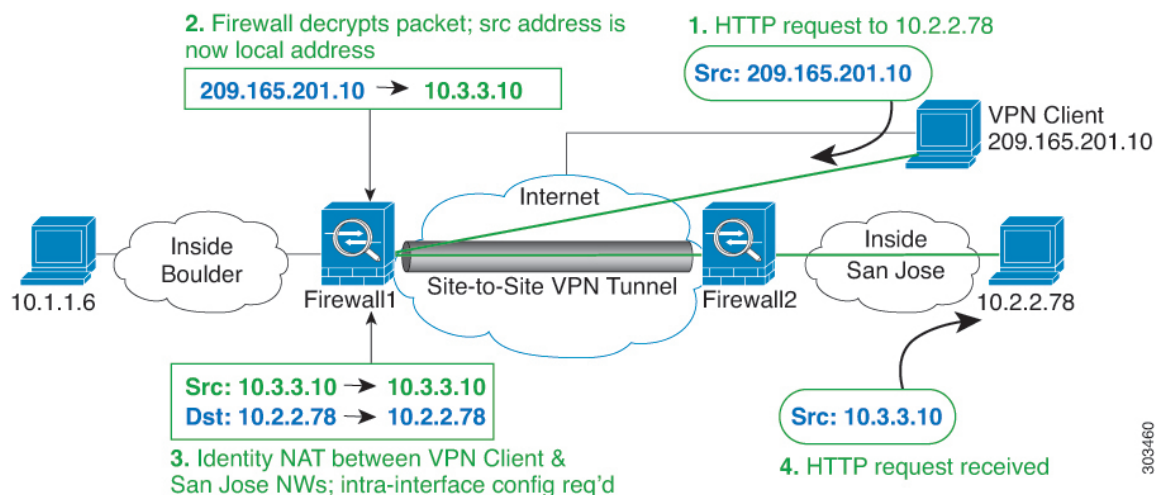 2. Firewall decrypts packet; src address is
now local address
209.165.201.10 → 10.3.3.10
1. HTTP request to 10.2.2.78
Src: 209.165.201.10
VPN Client
209.165.201.10
Internet
Inside
Boulder
Inside
San Jose
10.1.1.6
Firewall1
Site-to-Site VPN Tunnel
Firewall2
10.2.2.78
Src: 10.3.3.10 → 10.3.3.10
Dst: 10.2.2.78 → 10.2.2.78
3. Identity NAT between VPN Client &
San Jose NWs; intra-interface config req'd
Src: 10.3.3.10
4. HTTP request received
303460